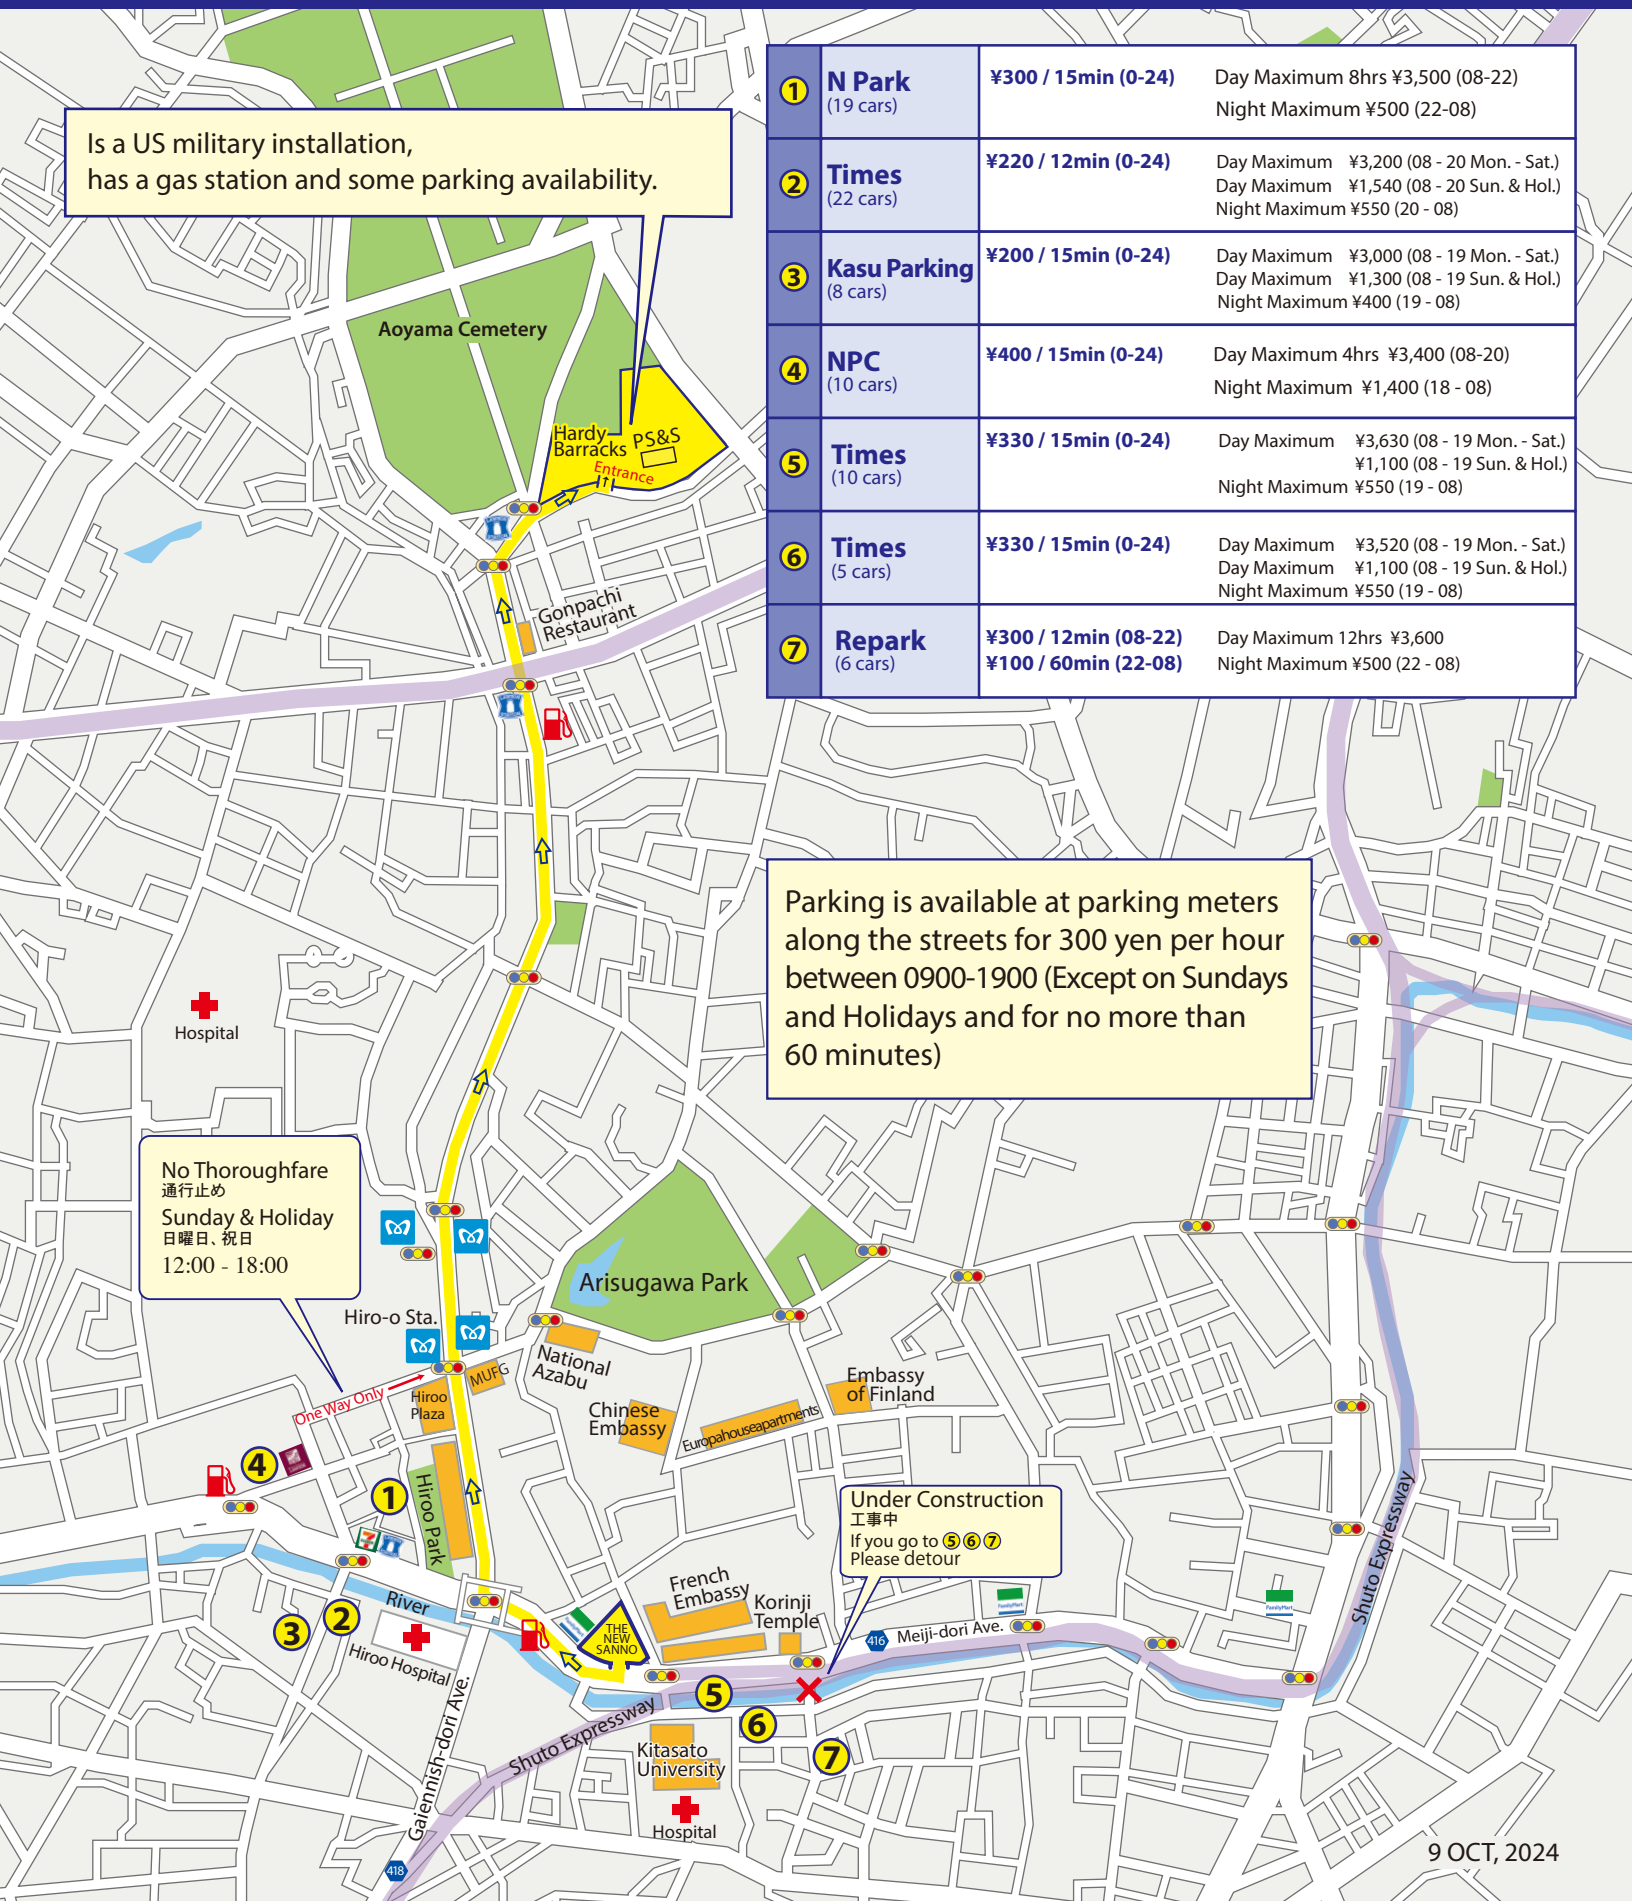 Is a US military installation,
has a gas station and some parking availability.
1
N Park
(19 cars)
¥300 / 15min (0-24)
Day Maximum 8hrs ¥3,500 (08-22)
Night Maximum ¥500 (22-08)
2
Times
(22 cars)
¥220 / 12min (0-24)
Day Maximum ¥3,200 (08 - 20 Mon. - Sat.)
Day Maximum ¥1,540 (08 - 20 Sun. & Hol.)
Night Maximum ¥550 (20 - 08)
3
Kasu Parking
(8 cars)
¥200 / 15min (0-24)
Day Maximum ¥3,000 (08 - 19 Mon. - Sat.)
Day Maximum ¥1,300 (08 - 19 Sun. & Hol.)
Night Maximum ¥400 (19 - 08)
4
NPC
(10 cars)
¥400 / 15min (0-24)
Day Maximum 4hrs ¥3,400 (08-20)
Night Maximum ¥1,400 (18 - 08)
5
Times
(10 cars)
¥330 / 15min (0-24)
Day Maximum ¥3,630 (08 - 19 Mon. - Sat.)
¥1,100 (08 - 19 Sun. & Hol.)
Night Maximum ¥550 (19 - 08)
6
Times
(5 cars)
¥330 / 15min (0-24)
Day Maximum ¥3,520 (08 - 19 Mon. - Sat.)
Day Maximum ¥1,100 (08 - 19 Sun. & Hol.)
Night Maximum ¥550 (19 - 08)
7
Repark
(6 cars)
¥300 / 12min (08-22)
¥100 / 60min (22-08)
Day Maximum 12hrs ¥3,600
Night Maximum ¥500 (22 - 08)
Aoyama Cemetery
Hardy
Barracks
PS&S
Entrance
Gonpachi
Restaurant
Parking is available at parking meters
along the streets for 300 yen per hour
between 0900-1900 (Except on Sundays
and Holidays and for no more than
60 minutes)
Hospital
No Thoroughfare
通行止め
Sunday & Holiday
日曜日、祝日
12:00 - 18:00
Arisugawa Park
Hiro-o Sta.
National
Azabu
MUFG
One Way Only
Hiroo
Plaza
Chinese
Embassy
Europahouseapartments
Embassy
of Finland
4
1
Hiroo Park
7
Under Construction
工事中
If you go to 5 6 7
Please detour
Shuto Expressway
River
3
2
Hiroo Hospital
FamilyMart
THE
NEW
SANNO
French
Embassy
Korinji
Temple
416
Meiji-dori Ave.
FamilyMart
FamilyMart
5
6
7
Shuto Expressway
Gaiennish-dori Ave.
Kitasato
University
Hospital
418
9 OCT, 2024